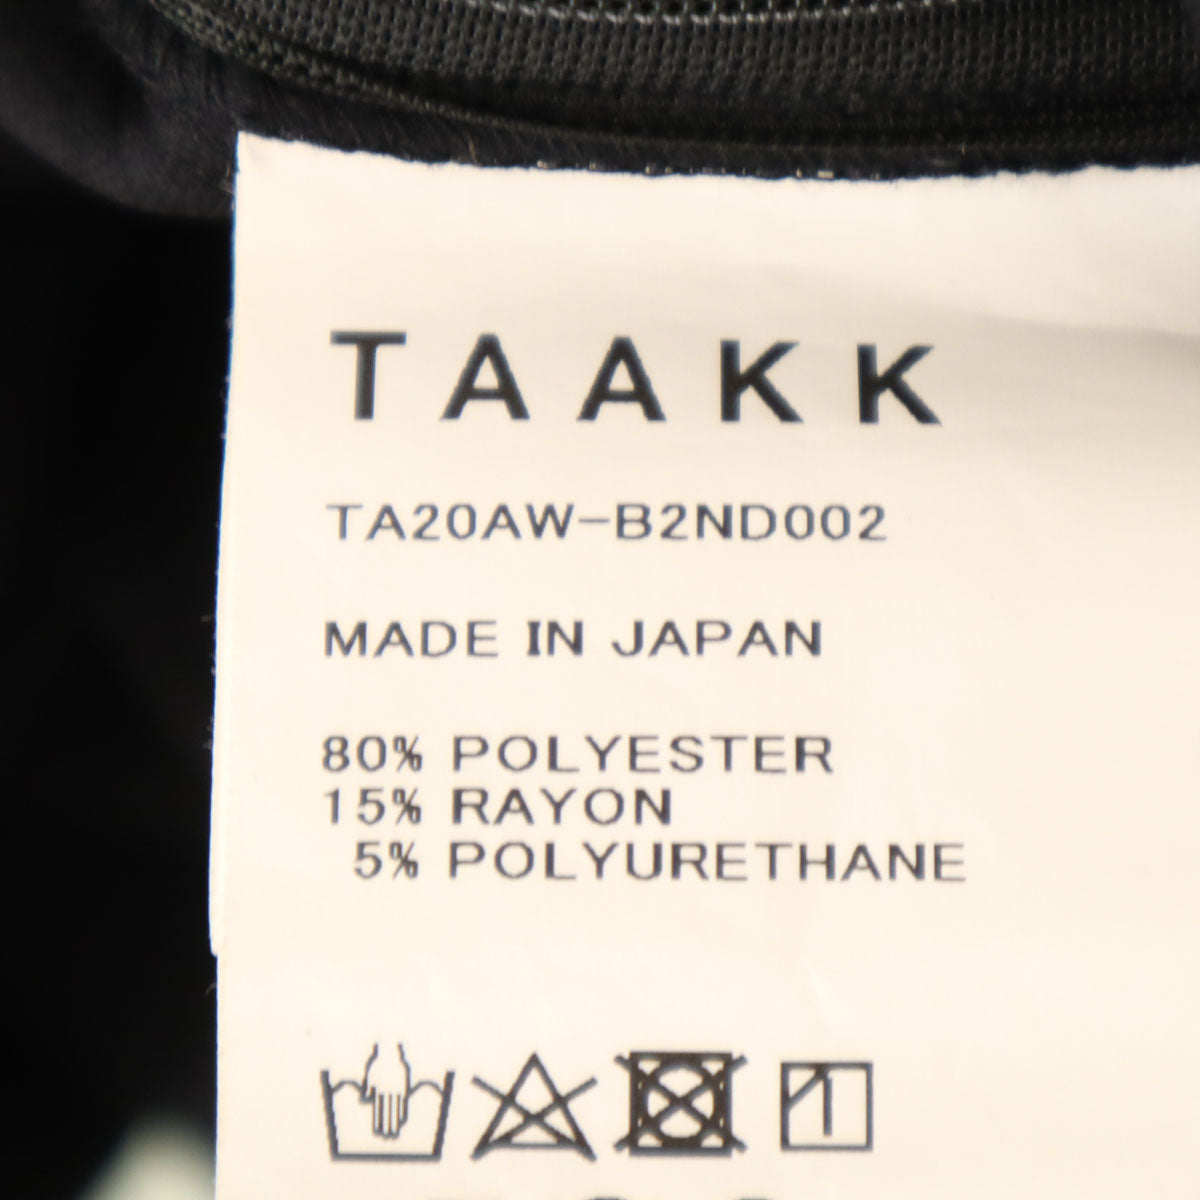 TAAKK
TA20AW-B2ND002
MADE IN JAPAN
80% POLYESTER
15% RAYON
5% POLYURETHANE